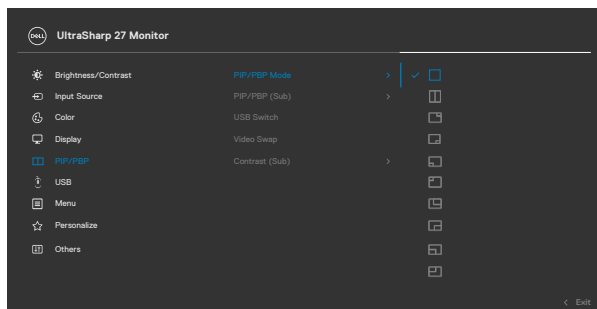 DELL UltraSharp 27 Monitor
Brightness/Contrast PIP/PBP Mode
Input Source PIP/PBP (Sub)
Color USB Switch
Display Video Swap
PIP/PBP Contrast (Sub)
USB
Menu
Personalize
Others
Exit